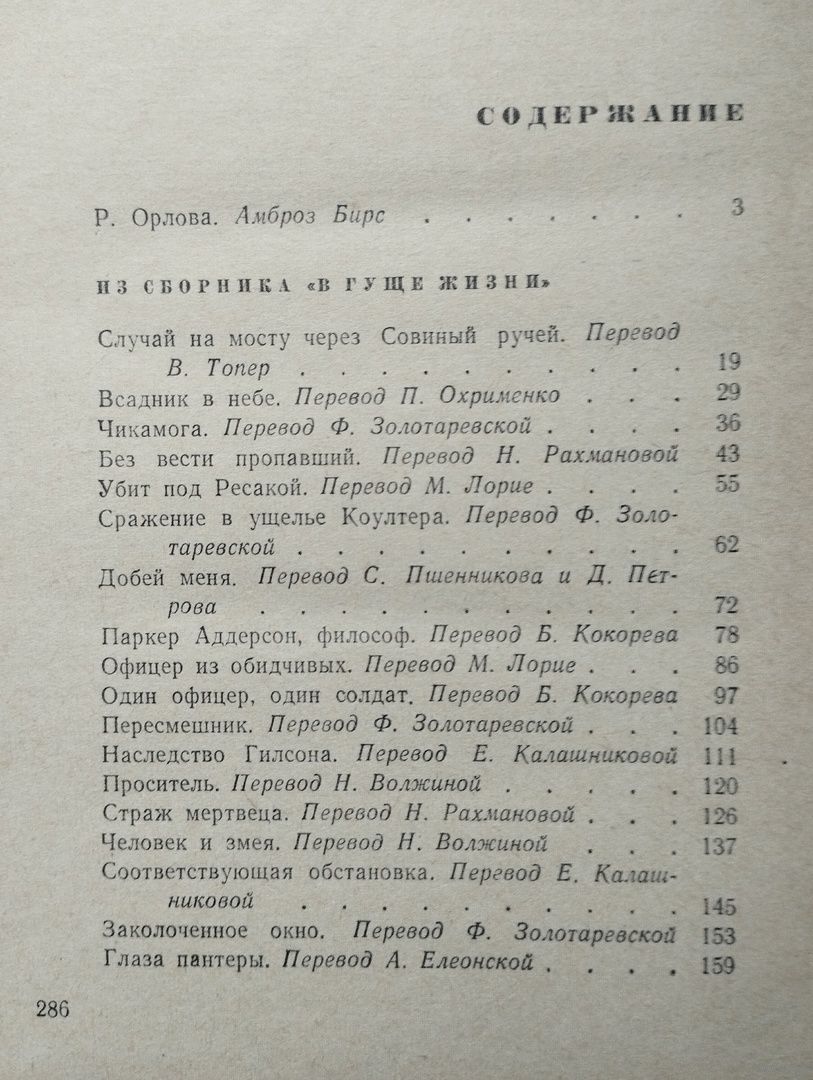 СОДЕРЖАНИЕ
Р. Орлова. Амброз Бирс . . . . . . . 3
ИЗ СБОРНИКА «В ГУЩЕ ЖИЗНИ»
Случай на мосту через Совиный ручей. Перевод
В. Топер . . . . . . . . . . 19
Всадник в небе. Перевод П. Охрименко . . . 29
Чикамога. Перевод Ф. Золотаревской . . . . 36
Без вести пропавший. Перевод Н. Рахмановой 43
Убит под Ресакой. Перевод М. Лорие . . . . 55
Сражение в ущелье Коултера. Перевод Ф. Золо-
таревской . . . . . . . . . . 62
Добей меня. Перевод С. Пшенникова и Д. Пет-
рова . . . . . . . . . . . 72
Паркер Аддерсон, философ. Перевод Б. Кокорева 78
Офицер из обидчивых. Перевод М. Лорие . . . 86
Один офицер, один солдат. Перевод Б. Кокорева 97
Пересмешник. Перевод Ф. Золотаревской . . . 104
Наследство Гилсона. Перевод Е. Калашниковой 111
Проситель. Перевод Н. Волжиной . . . . . 120
Страж мертвеца. Перевод Н. Рахмановой . . . 126
Человек и змея. Перевод Н. Волжиной . . . 137
Соответствующая обстановка. Перевод Е. Калаш-
никовой . . . . . . . . . . 145
Заколоченное окно. Перевод Ф. Золотаревской 153
Глаза пантеры. Перевод А. Елеонской . . . . 159
286